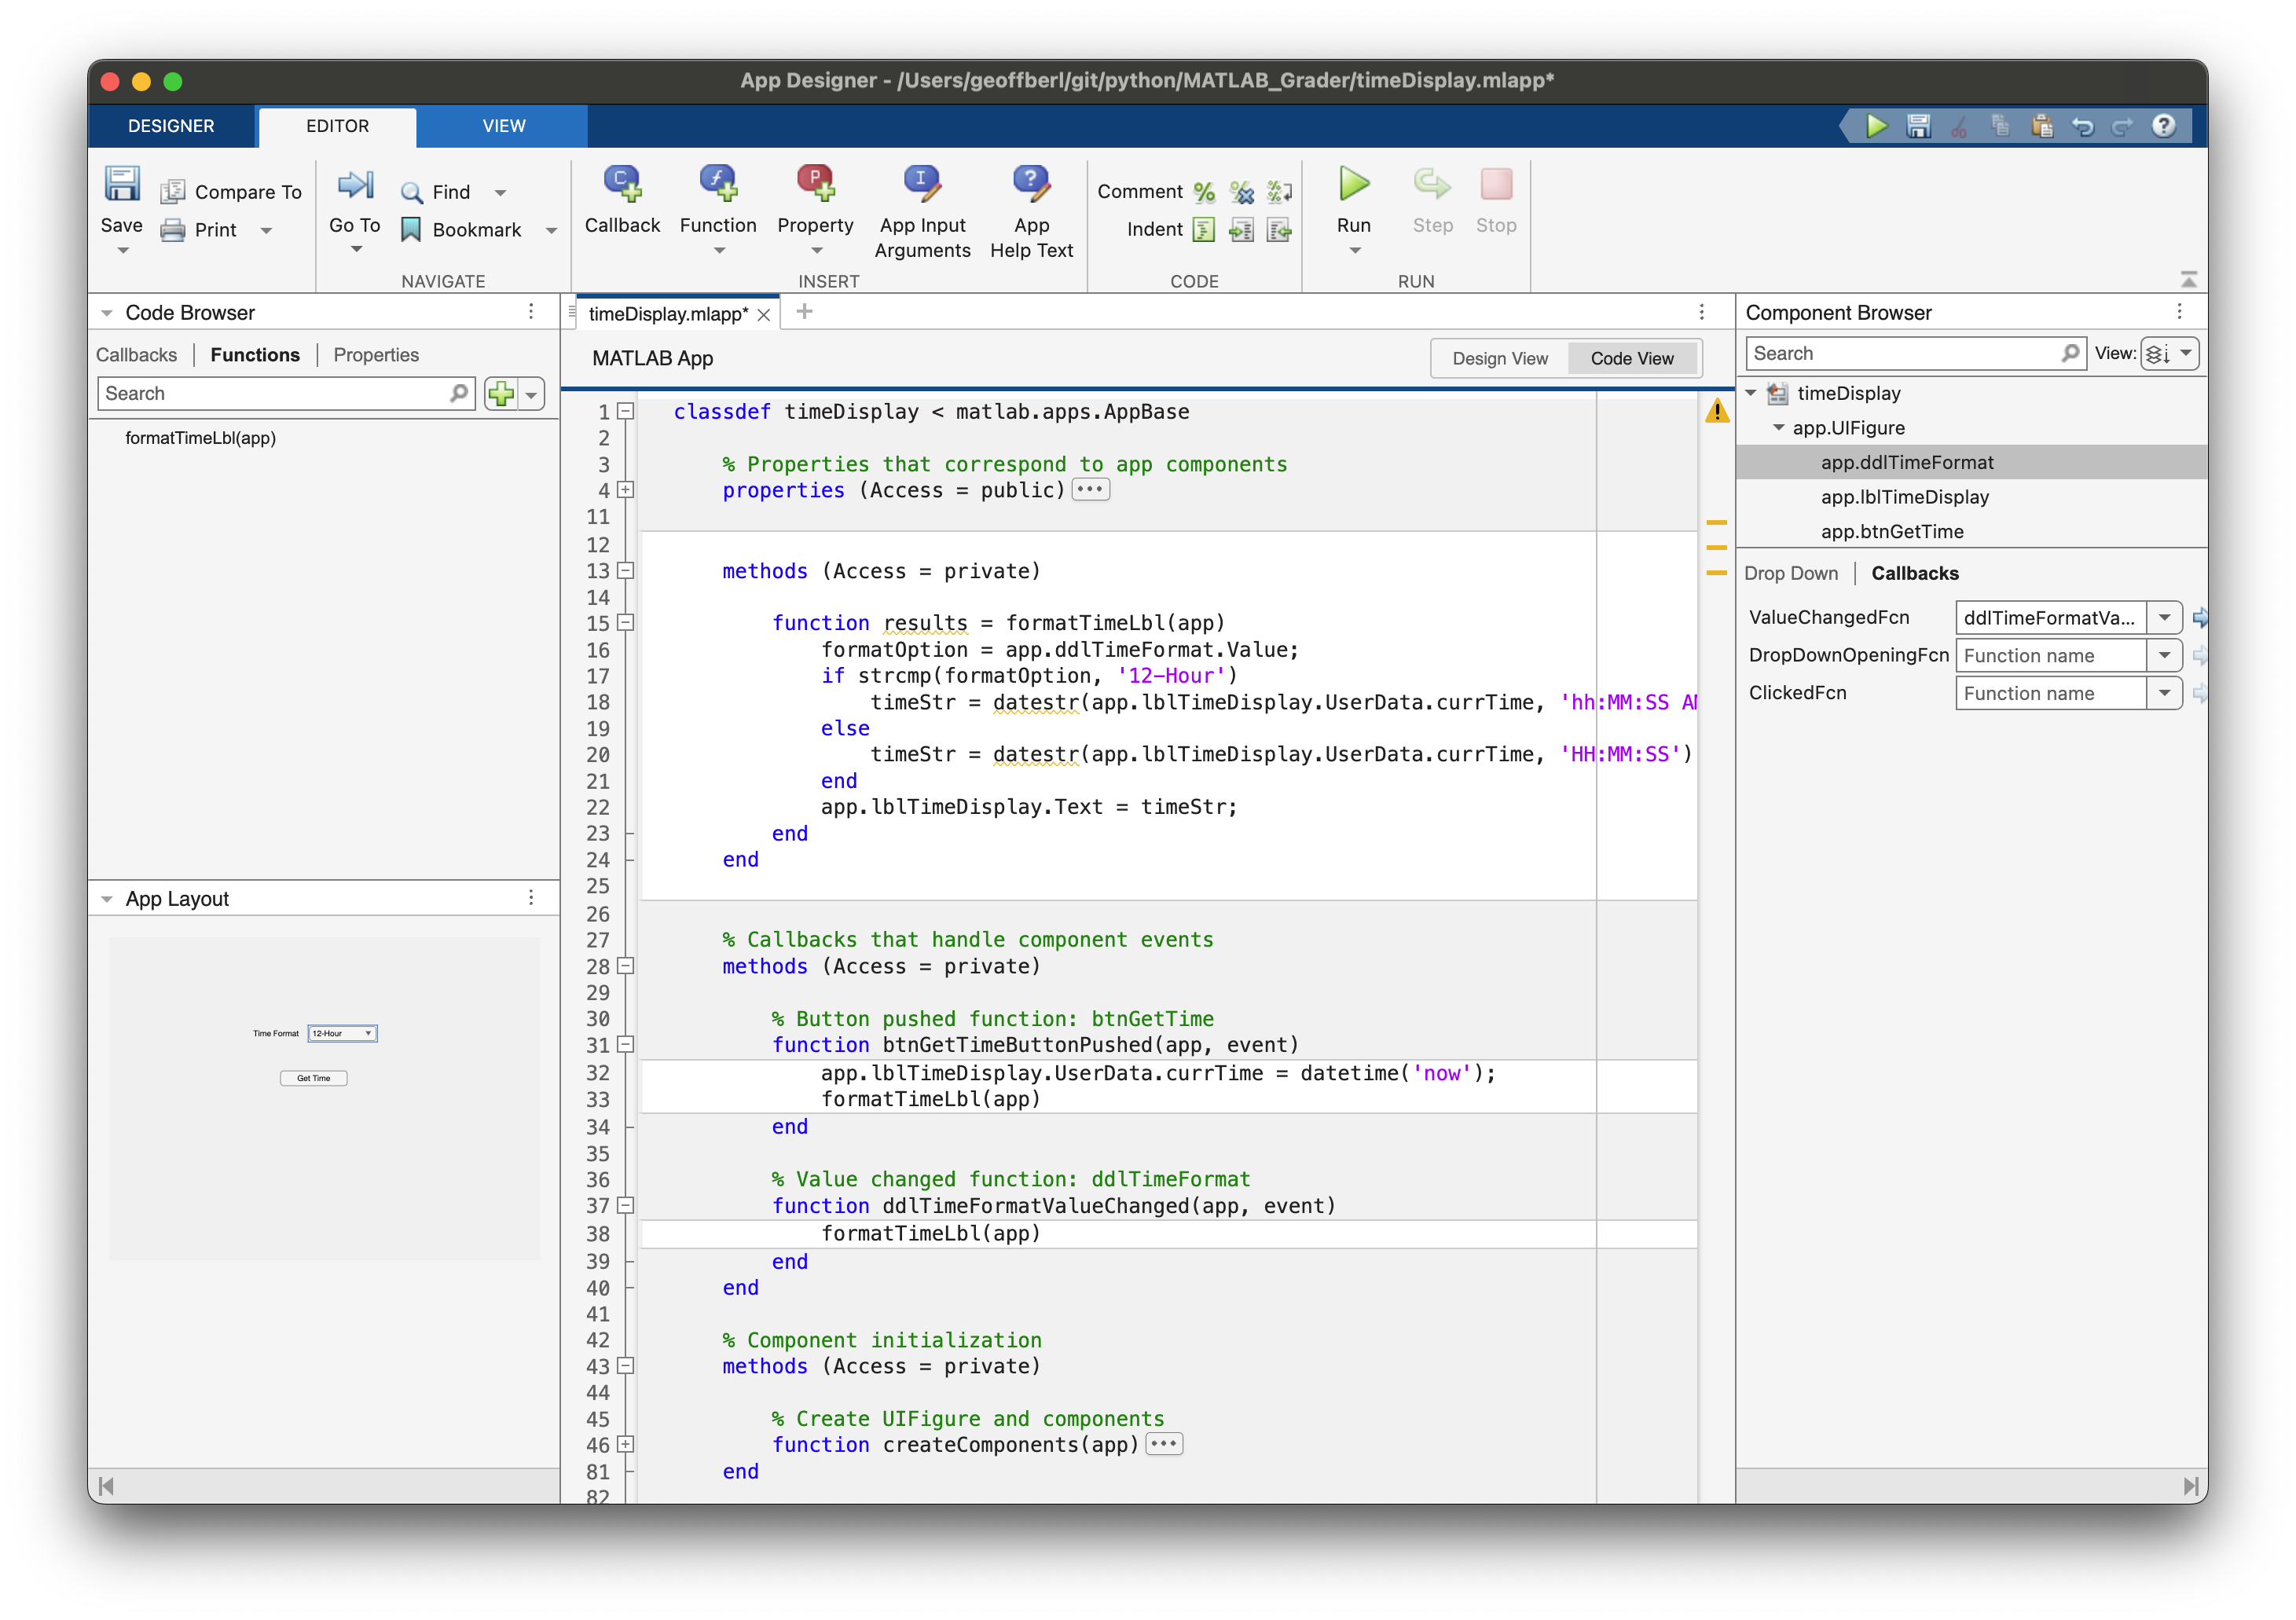 App Designer - /Users/geoffberl/git/python/MATLAB_Grader/timeDisplay.mlapp*
DESIGNER EDITOR VIEW
Save Compare To
Print
Go To Find
Bookmark
NAVIGATE
Callback Function Property App Input Arguments App Help Text
INSERT
Comment
Indent
CODE
Run Step Stop
RUN
Code Browser
Callbacks Functions Properties
Search
formatTimeLbl(app)
App Layout
Time Format 12-Hour
Get Time
timeDisplay.mlapp*
MATLAB App Design View Code View
1 classdef timeDisplay < matlab.apps.AppBase
2
3 % Properties that correspond to app components
4 properties (Access = public)
11
12
13 methods (Access = private)
14
15 function results = formatTimeLbl(app)
16 formatOption = app.ddlTimeFormat.Value;
17 if strcmp(formatOption, '12-Hour')
18 timeStr = datestr(app.lblTimeDisplay.UserData.currTime, 'hh:MM:SS
19 else
20 timeStr = datestr(app.lblTimeDisplay.UserData.currTime, 'HH:MM:SS')
21 end
22 app.lblTimeDisplay.Text = timeStr;
23 end
24 end
25
26
27 % Callbacks that handle component events
28 methods (Access = private)
29
30 % Button pushed function: btnGetTime
31 function btnGetTimeButtonPushed(app, event)
32 app.lblTimeDisplay.UserData.currTime = datetime('now');
33 formatTimeLbl(app)
34 end
35
36 % Value changed function: ddlTimeFormat
37 function ddlTimeFormatValueChanged(app, event)
38 formatTimeLbl(app)
39 end
40 end
41
42 % Component initialization
43 methods (Access = private)
44
45 % Create UIFigure and components
46 function createComponents(app)
81 end
82
Component Browser
Search View:
timeDisplay
app.UIFigure
app.ddlTimeFormat
app.lblTimeDisplay
app.btnGetTime
Drop Down Callbacks
ValueChangedFcn ddlTimeFormatVa...
DropDownOpeningFcn Function name
ClickedFcn Function name